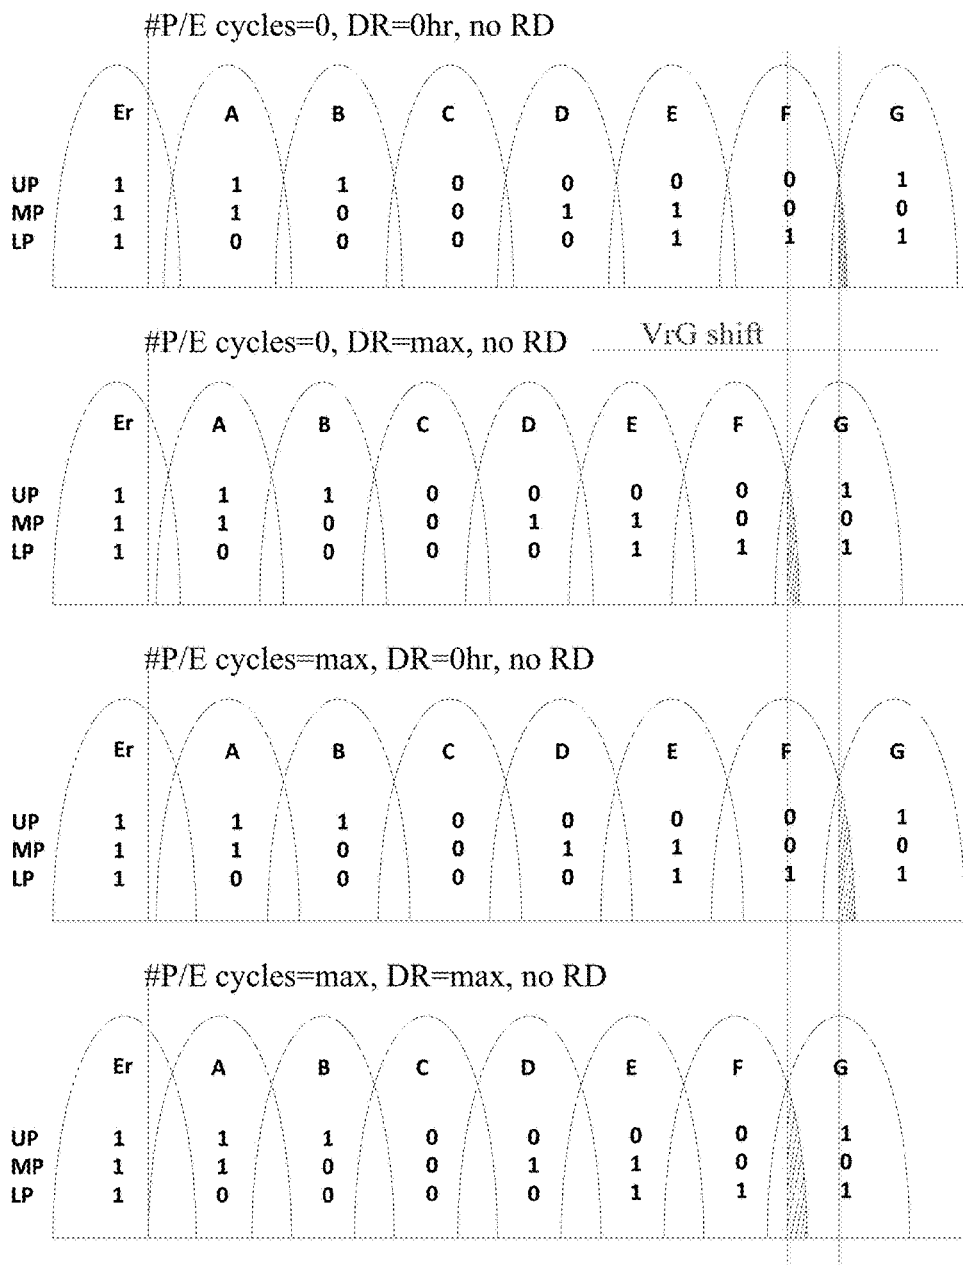 #P/E cycles=0, DR=0hr, no RD
Er A B C D E F G
UP 1 1 1 0 0 0 0 1
MP 1 1 0 0 1 1 0 0
LP 1 0 0 0 0 1 1 1
#P/E cycles=0, DR=max, no RD VrG shift
Er A B C D E F G
UP 1 1 1 0 0 0 0 1
MP 1 1 0 0 1 1 0 0
LP 1 0 0 0 0 1 1 1
#P/E cycles=max, DR=0hr, no RD
Er A B C D E F G
UP 1 1 1 0 0 0 0 1
MP 1 1 0 0 1 1 0 0
LP 1 0 0 0 0 1 1 1
#P/E cycles=max, DR=max, no RD
Er A B C D E F G
UP 1 1 1 0 0 0 0 1
MP 1 1 0 0 1 1 0 0
LP 1 0 0 0 0 1 1 1